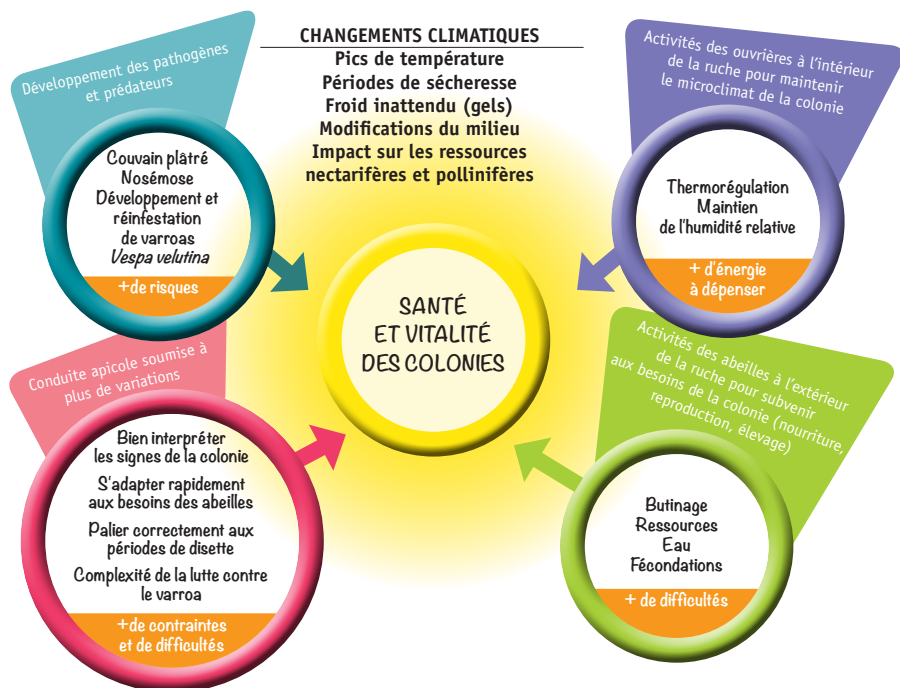 CHANGEMENTS CLIMATIQUES
Pics de température
Périodes de sécheresse
Froid inattendu (gels)
Modifications du milieu
Impact sur les ressources
nectarifères et pollinifères
Développement des pathogènes
et prédateurs
Couvain plâtré
Nosémose
Développement et
réinfestation
de varroas
Vespa velutina
+de risques
Activités des ouvrières à l'intérieur
de la ruche pour maintenir
le microclimat de la colonie
Thermorégulation
Maintien
de l'humidité relative
+ d'énergie
à dépenser
SANTÉ
ET VITALITÉ
DES COLONIES
Conduite apicole soumise à
plus de variations
Bien interpréter
les signes de la colonie
S'adapter rapidement
aux besoins des abeilles
Palier correctement aux
périodes de disette
Complexité de la lutte contre
le varroa
+de contraintes
et de difficultés
Activités des abeilles à l'extérieur
de la ruche pour subvenir
aux besoins de la colonie (nourriture,
reproduction, élevage)
Butinage
Ressources
Eau
Fécondations
+ de difficultés